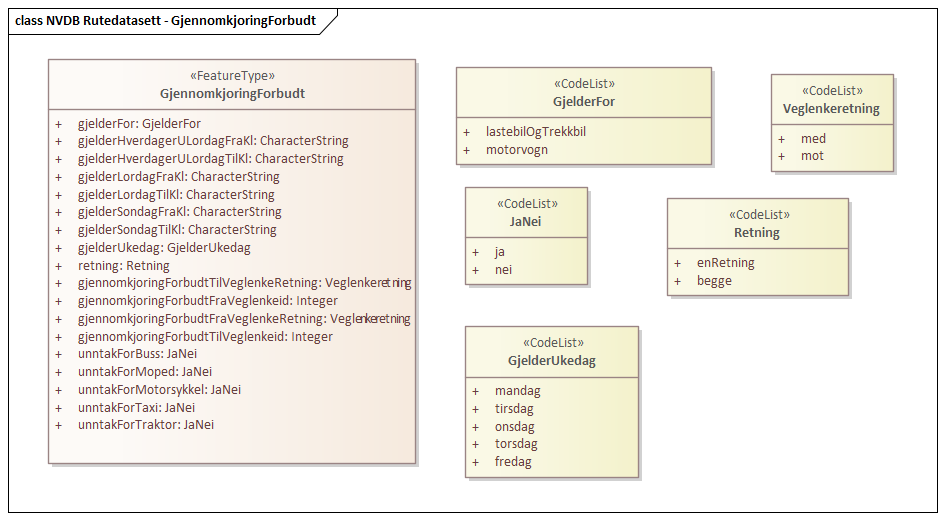 class NVDB Rutedatasett - GjennomkjoringForbudt
«FeatureType»
GjennomkjoringForbudt
+ gjelderFor: GjelderFor
+ gjelderHverdagerULordagFraKl: CharacterString
+ gjelderHverdagerULordagTilKl: CharacterString
+ gjelderLordagFraKl: CharacterString
+ gjelderLordagTilKl: CharacterString
+ gjelderSondagFraKl: CharacterString
+ gjelderSondagTilKl: CharacterString
+ gjelderUkedag: GjelderUkedag
+ retning: Retning
+ gjennomkjoringForbudtTilVeglenkeRetning: Veglenkeretning
+ gjennomkjoringForbudtFraVeglenkeid: Integer
+ gjennomkjoringForbudtFraVeglenkeRetning: Veglenkeretning
+ gjennomkjoringForbudtTilVeglenkeid: Integer
+ unntakForBuss: JaNei
+ unntakForMoped: JaNei
+ unntakForMotorsykkel: JaNei
+ unntakForTaxi: JaNei
+ unntakForTraktor: JaNei
«CodeList»
GjelderFor
+ lastebilOgTrekkbil
+ motorvogn
«CodeList»
Veglenkeretning
+ med
+ mot
«CodeList»
JaNei
+ ja
+ nei
«CodeList»
Retning
+ enRetning
+ begge
«CodeList»
GjelderUkedag
+ mandag
+ tirsdag
+ onsdag
+ torsdag
+ fredag